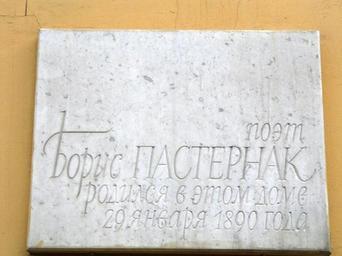 поэт
Борис ПАСТЕРНАК
родился в этом доме
29 января 1890 года